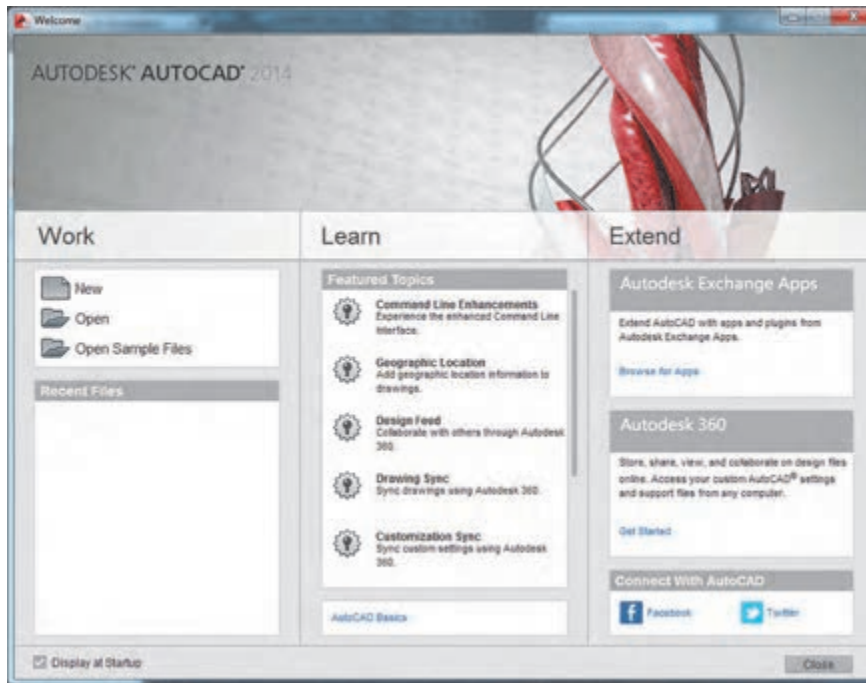 Welcome
AUTODESK® AUTOCAD® 2014
Work
New
Open
Open Sample Files
Recent Files
Learn
Featured Topics
Command Line Enhancements
Experience the enhanced Command Line
Interface.
Geographic Location
Add geographic location information to
drawings.
Design Feed
Collaborate with others through Autodesk
360.
Drawing Sync
Sync drawings using Autodesk 360.
Customization Sync
Sync custom settings using Autodesk
360.
AutoCAD Basics
Extend
Autodesk Exchange Apps
Extend AutoCAD with apps and plugins from
Autodesk Exchange Apps.
Browse for Apps
Autodesk 360
Store, share, view, and collaborate on design files
online. Access your custom AutoCAD® settings
and support files from any computer.
Get Started
Connect With AutoCAD
Facebook
Twitter
Display at Startup
Close